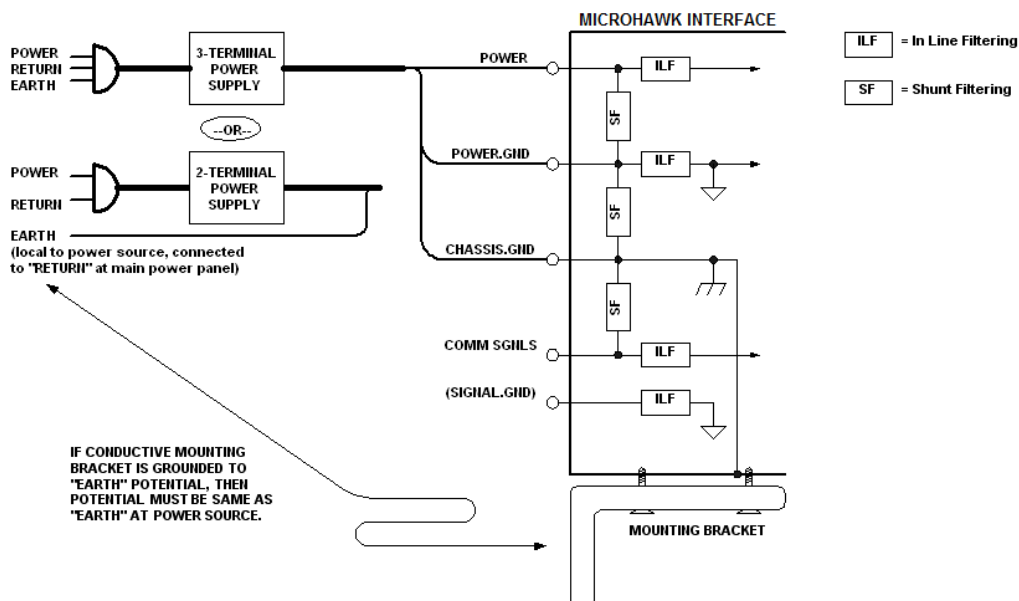 MICROHAWK INTERFACE
ILF = In Line Filtering
SF = Shunt Filtering
POWER
RETURN
EARTH
3-TERMINAL
POWER
SUPPLY
--OR--
POWER
RETURN
2-TERMINAL
POWER
SUPPLY
EARTH
(local to power source, connected
to "RETURN" at main power panel)
POWER
ILF
SF
POWER.GND
ILF
SF
CHASSIS.GND
SF
COMM SGNLS
ILF
(SIGNAL.GND)
ILF
IF CONDUCTIVE MOUNTING
BRACKET IS GROUNDED TO
"EARTH" POTENTIAL, THEN
POTENTIAL MUST BE SAME AS
"EARTH" AT POWER SOURCE.
MOUNTING BRACKET